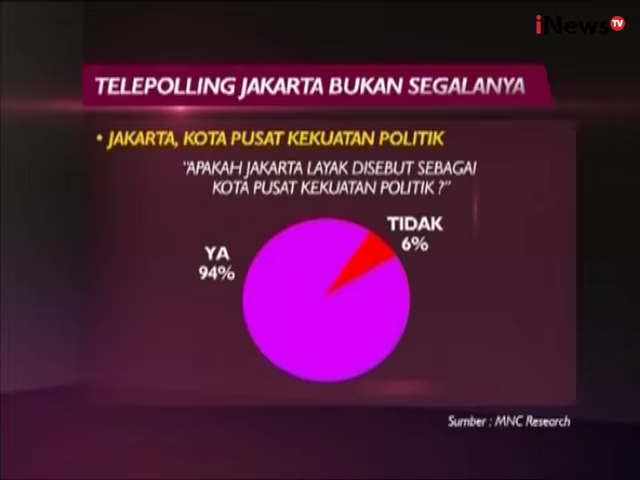 iNews TV
TELEPOLLING JAKARTA BUKAN SEGALANYA
• JAKARTA, KOTA PUSAT KEKUATAN POLITIK
"APAKAH JAKARTA LAYAK DISEBUT SEBAGAI
KOTA PUSAT KEKUATAN POLITIK ?"
TIDAK
6%
YA
94%
Sumber : MNC Research